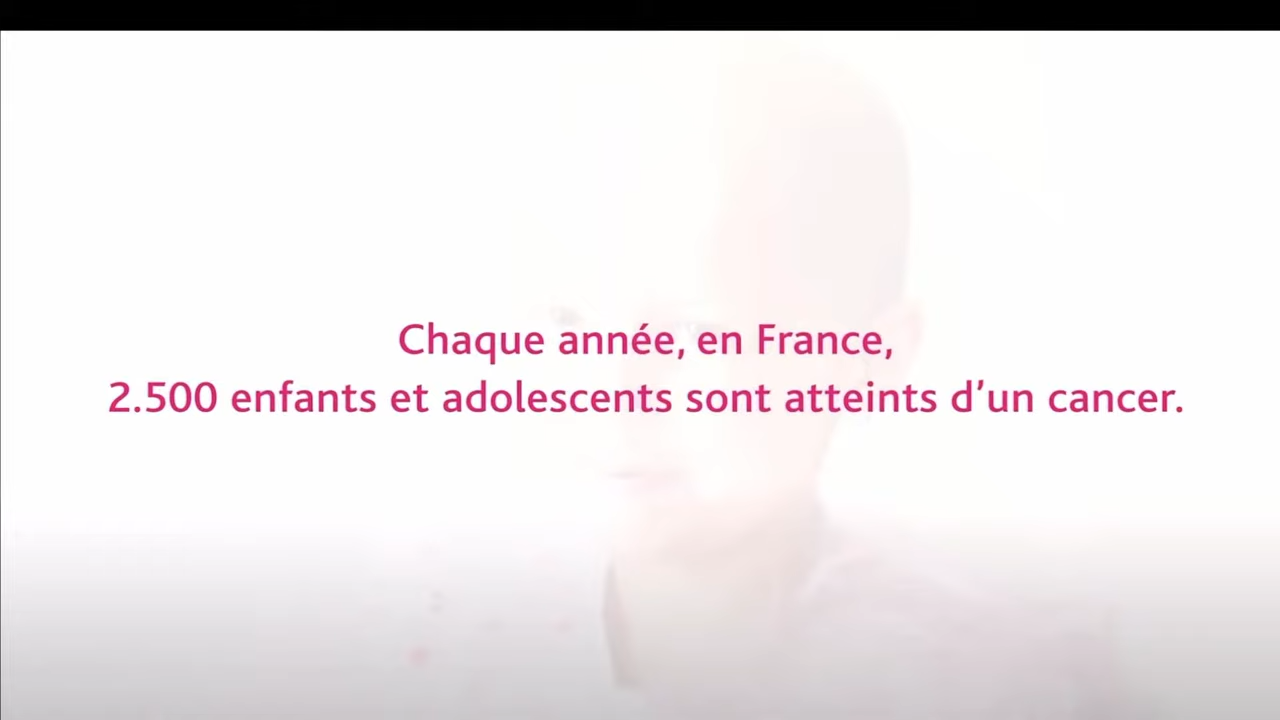 Chaque année, en France,
2.500 enfants et adolescents sont atteints d’un cancer.